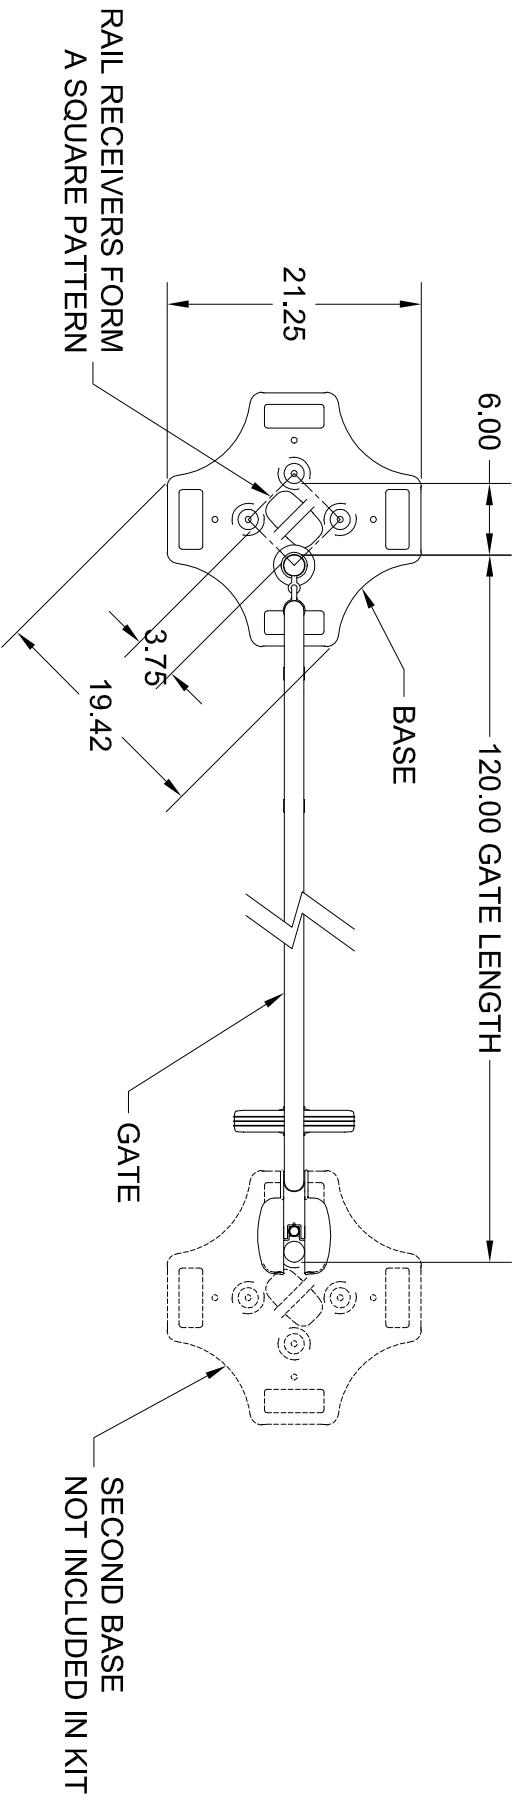 6.00
120.00 GATE LENGTH
21.25
BASE
3.75
19.42
RAIL RECEIVERS FORM
A SQUARE PATTERN
GATE
SECOND BASE
NOT INCLUDED IN KIT